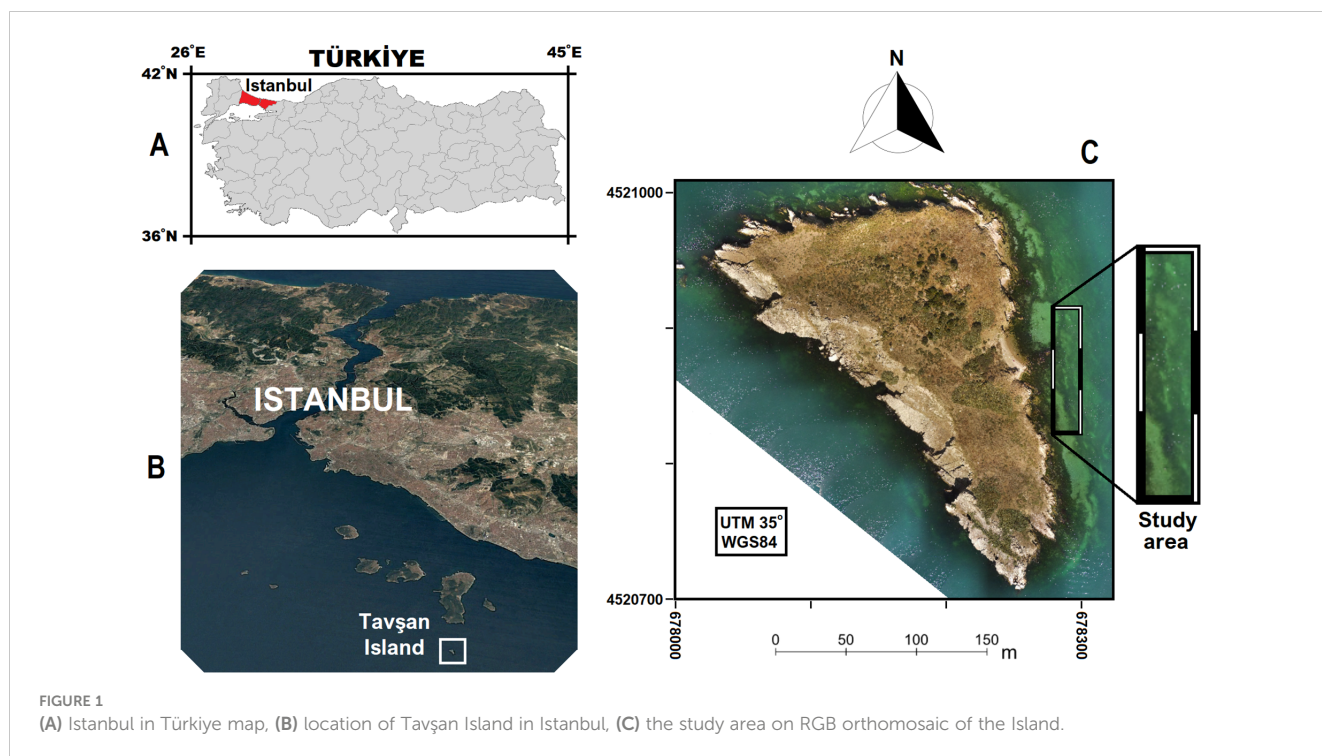 26°E
TÜRKİYE
45°E
42°N
Istanbul
A
36°N
ISTANBUL
B
Tavşan
Island
N
C
4521000
UTM 35°
WGS84
Study
area
4520700
678000
678300
0 50 100 150 m
FIGURE 1
(A) Istanbul in Türkiye map, (B) location of Tavşan Island in Istanbul, (C) the study area on RGB orthomosaic of the Island.